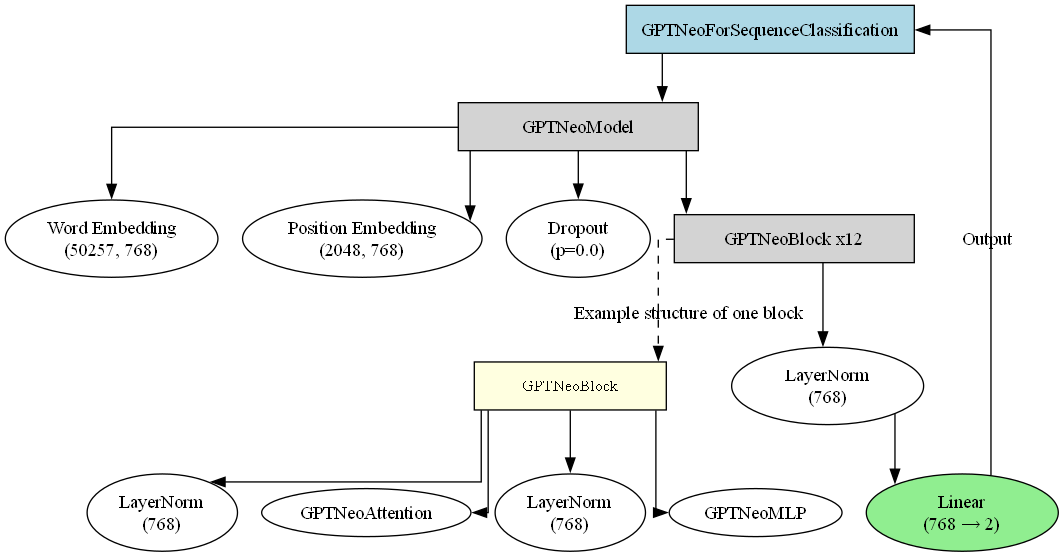 GPTNeoForSequenceClassification
GPTNeoModel
Word Embedding
(50257, 768)
Position Embedding
(2048, 768)
Dropout
(p=0.0)
GPTNeoBlock x12
Output
Example structure of one block
GPTNeoBlock
LayerNorm
(768)
LayerNorm
(768)
GPTNeoAttention
LayerNorm
(768)
GPTNeoMLP
Linear
(768 → 2)